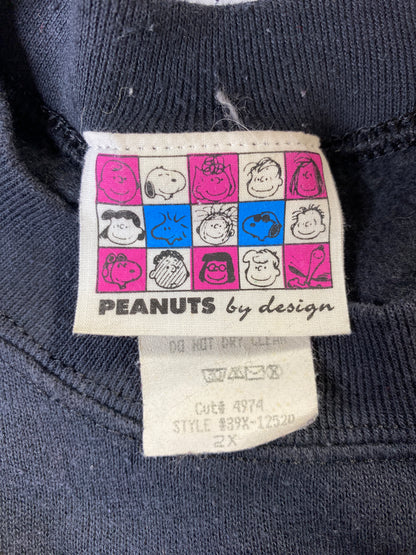 PEANUTS by design
DO NOT DRY CLEAN
Cut# 4974
STYLE #39X-12520
2X